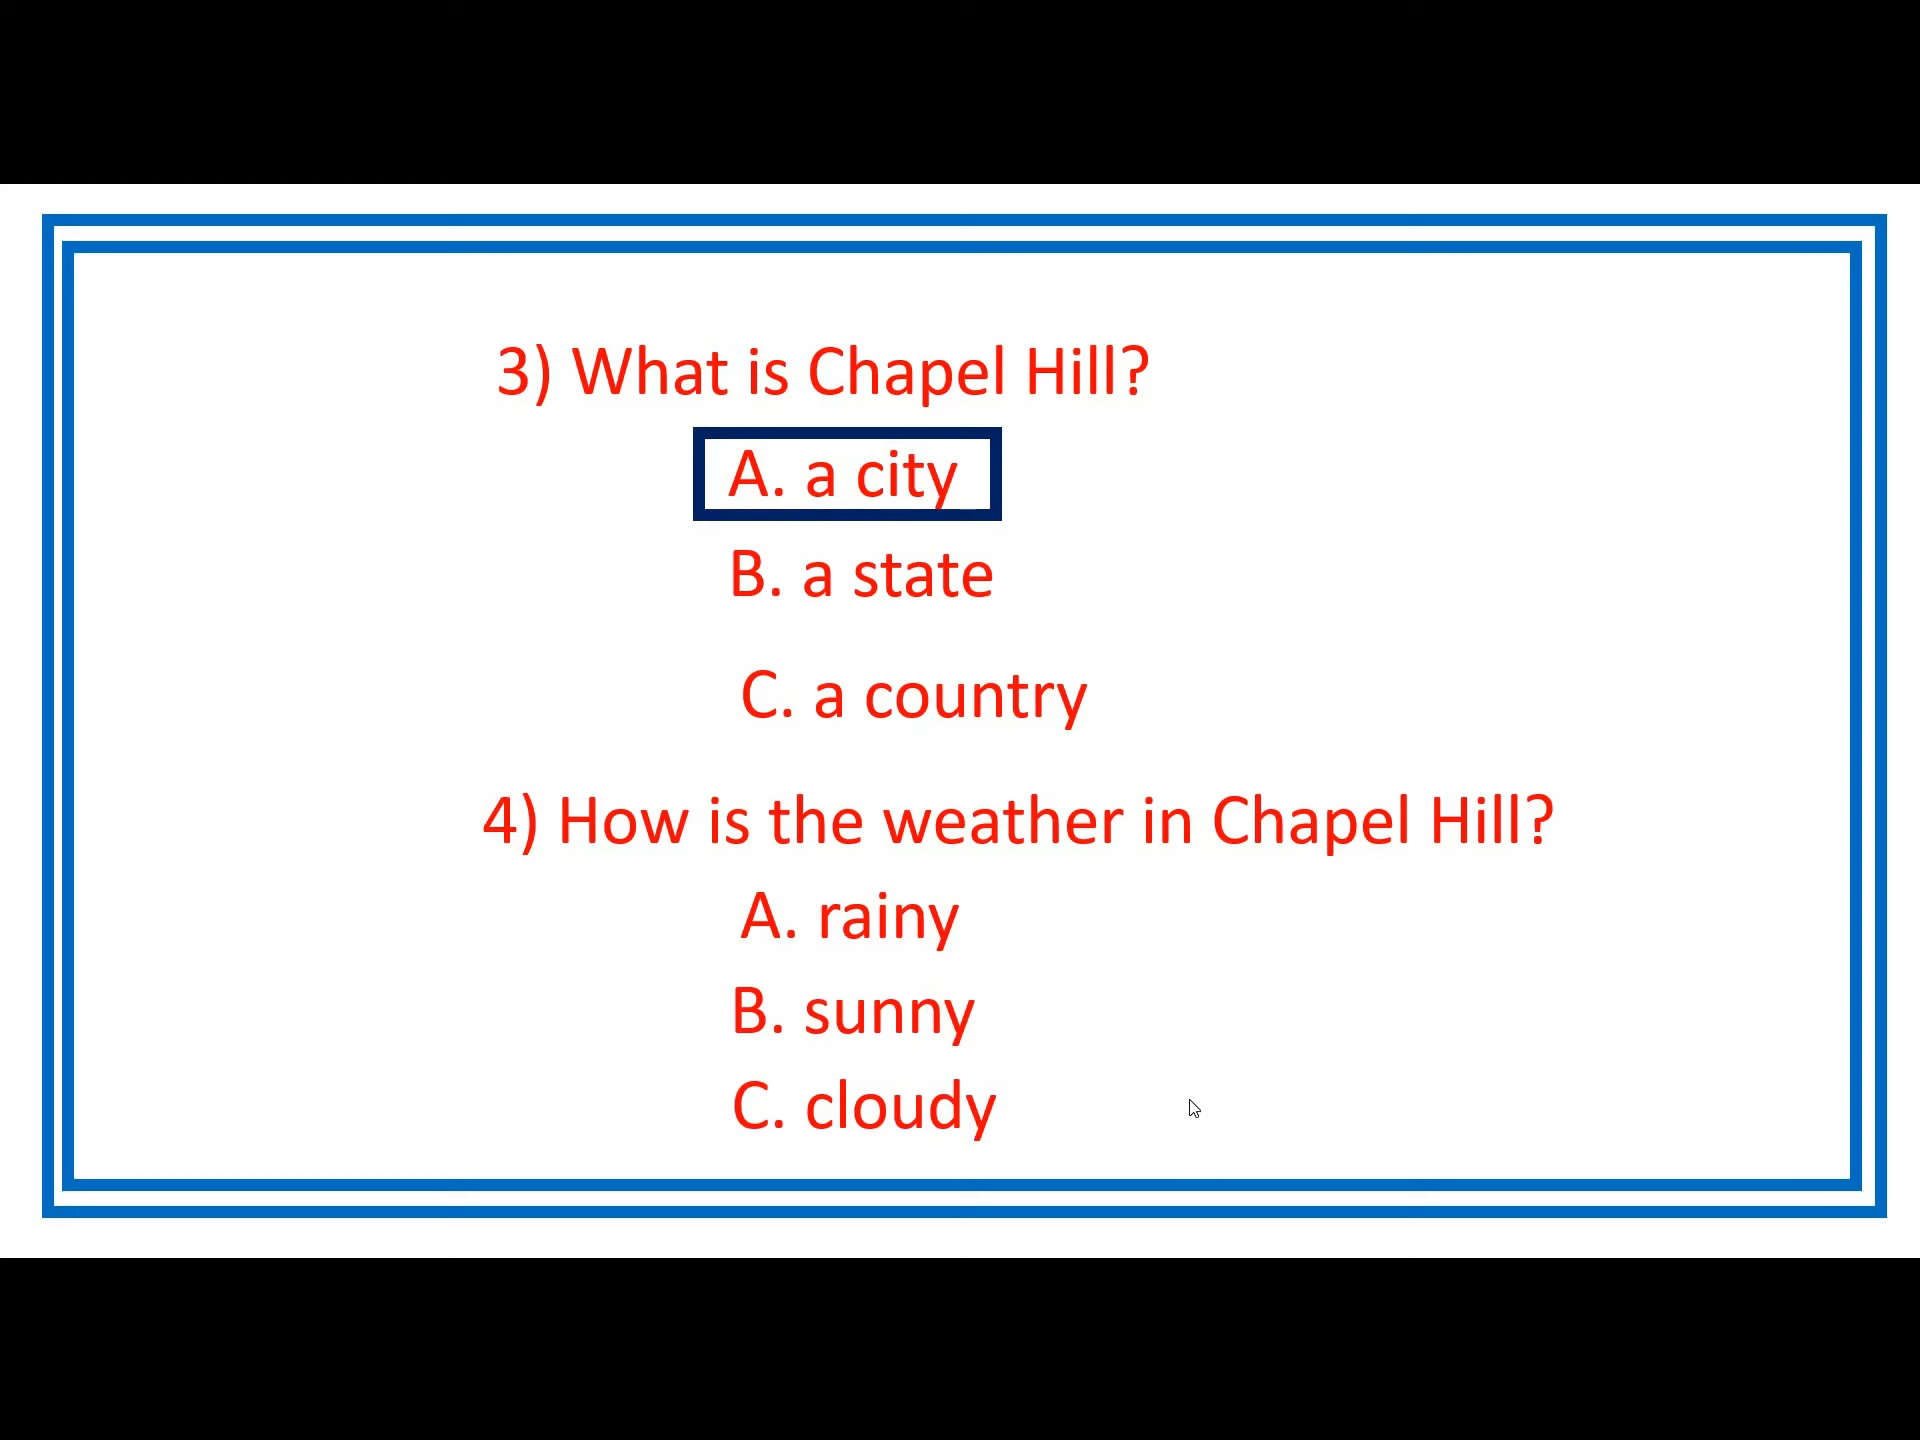 3) What is Chapel Hill?
A. a city
B. a state
C. a country
4) How is the weather in Chapel Hill?
A. rainy
B. sunny
C. cloudy